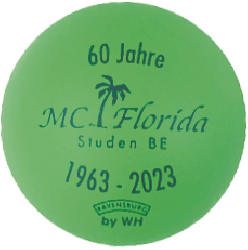 60 Jahre
MC Florida
Studen BE
1963 - 2023
RAVENSBURG
by WH